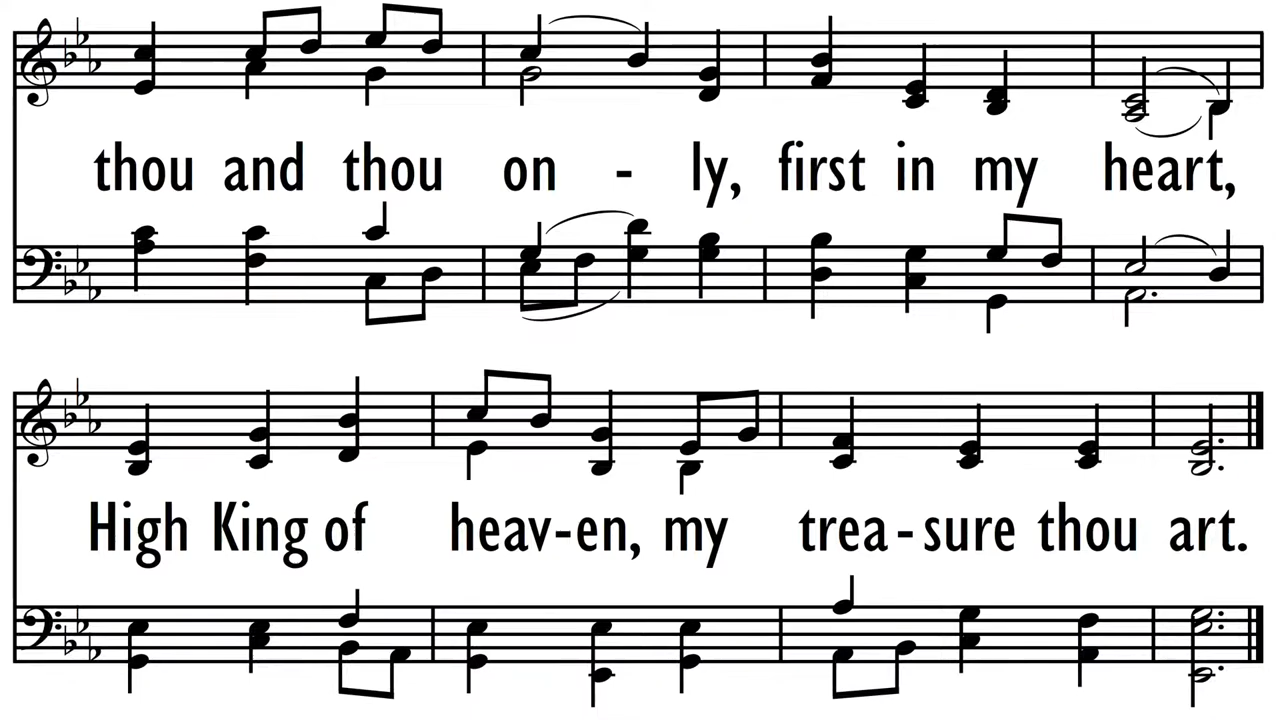 thou and thou on - ly, first in my heart,
High King of heav-en, my trea-sure thou art.